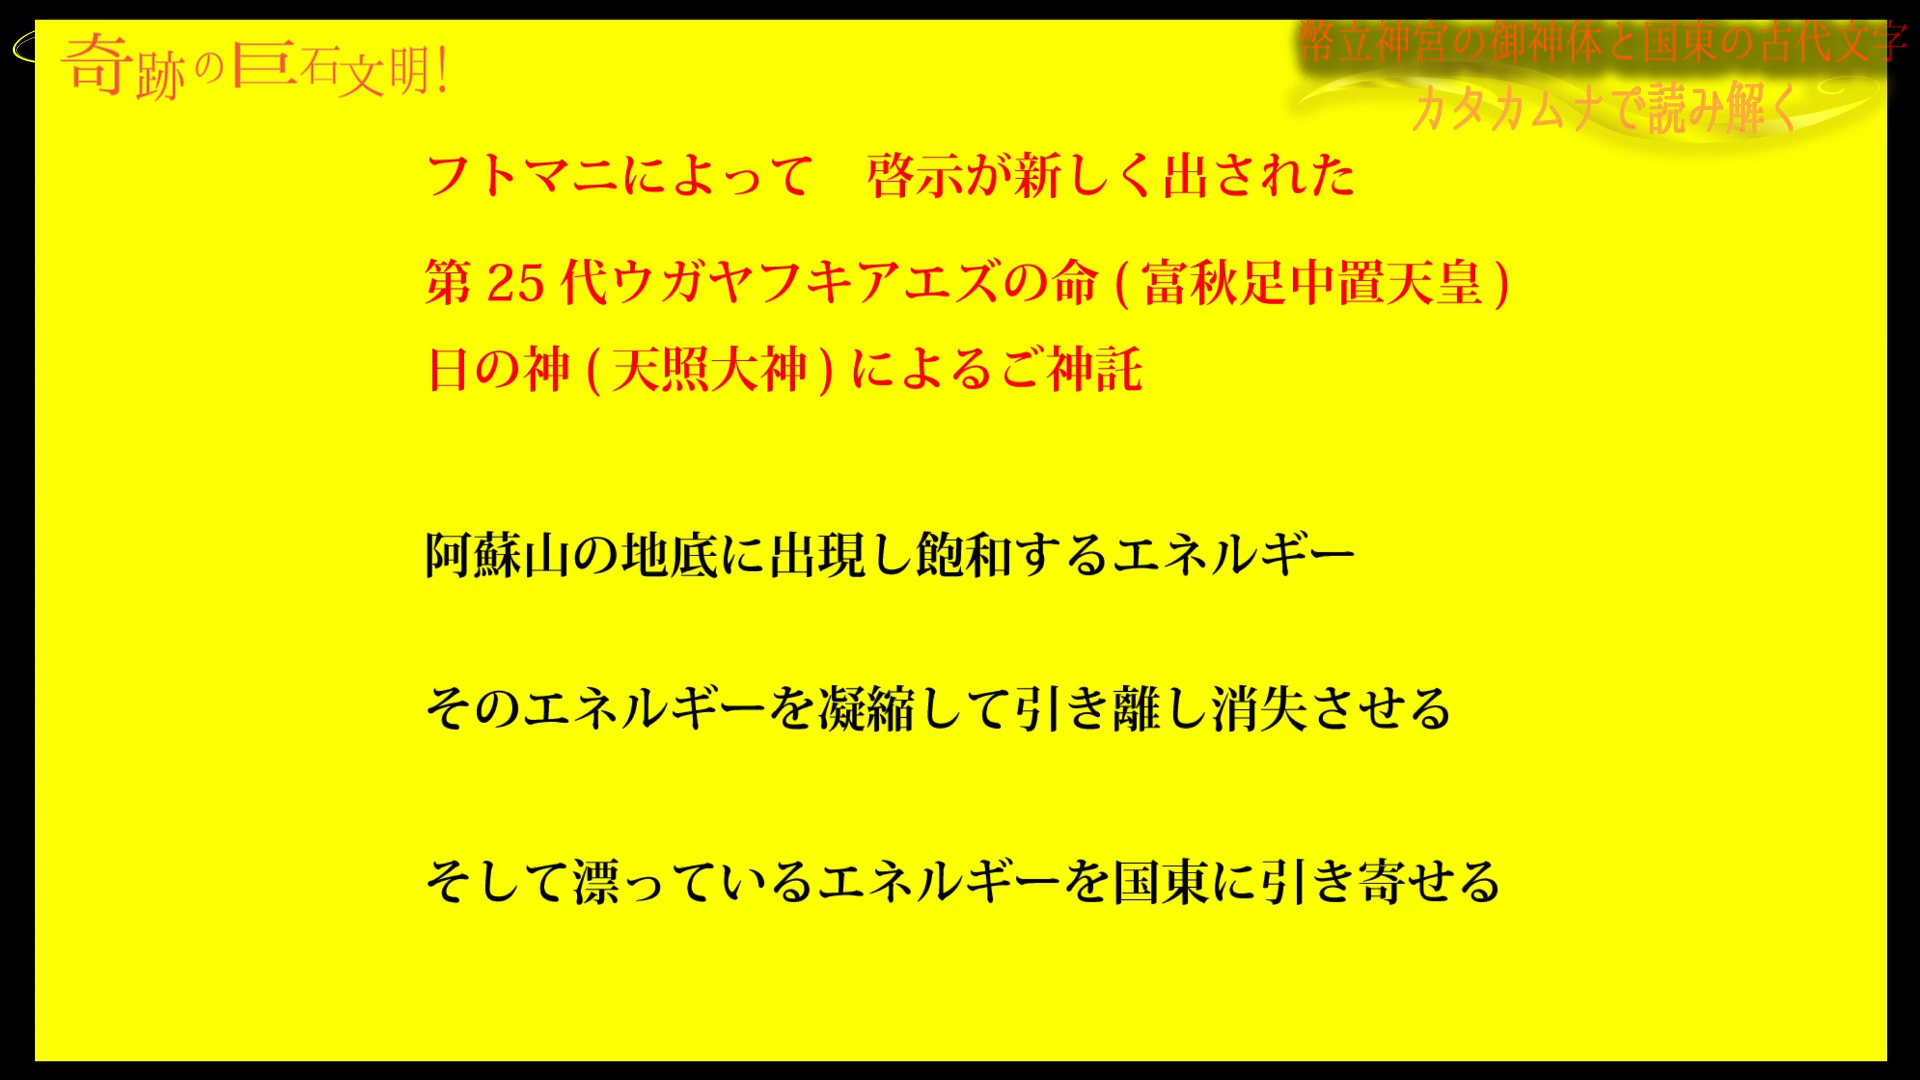 奇跡の巨石文明！
幣立神宮の御神体と国東の古代文字
カタカムナで読み解く
フトマニによって　啓示が新しく出された
第25代ウガヤフキアエズの命(富秋足中置天皇)
日の神(天照大神)によるご神託
阿蘇山の地底に出現し飽和するエネルギー
そのエネルギーを凝縮して引き離し消失させる
そして漂っているエネルギーを国東に引き寄せる